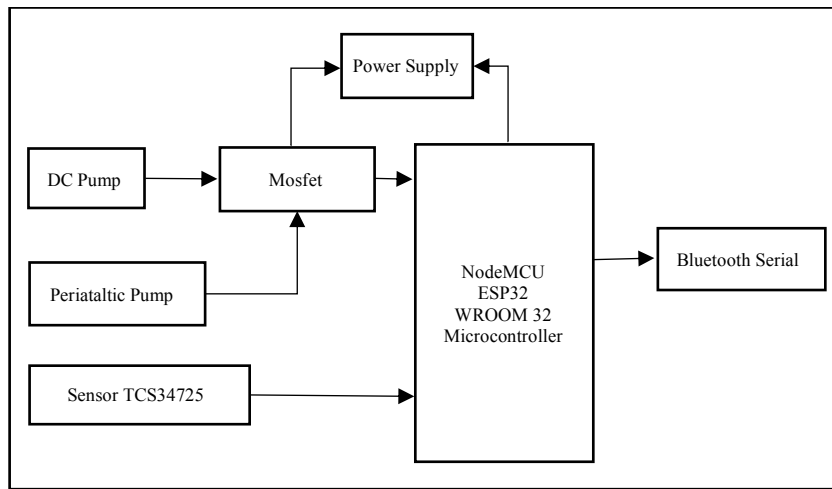 Power Supply
DC Pump
Mosfet
Periataltic Pump
Sensor TCS34725
NodeMCU
ESP32
WROOM 32
Microcontroller
Bluetooth Serial